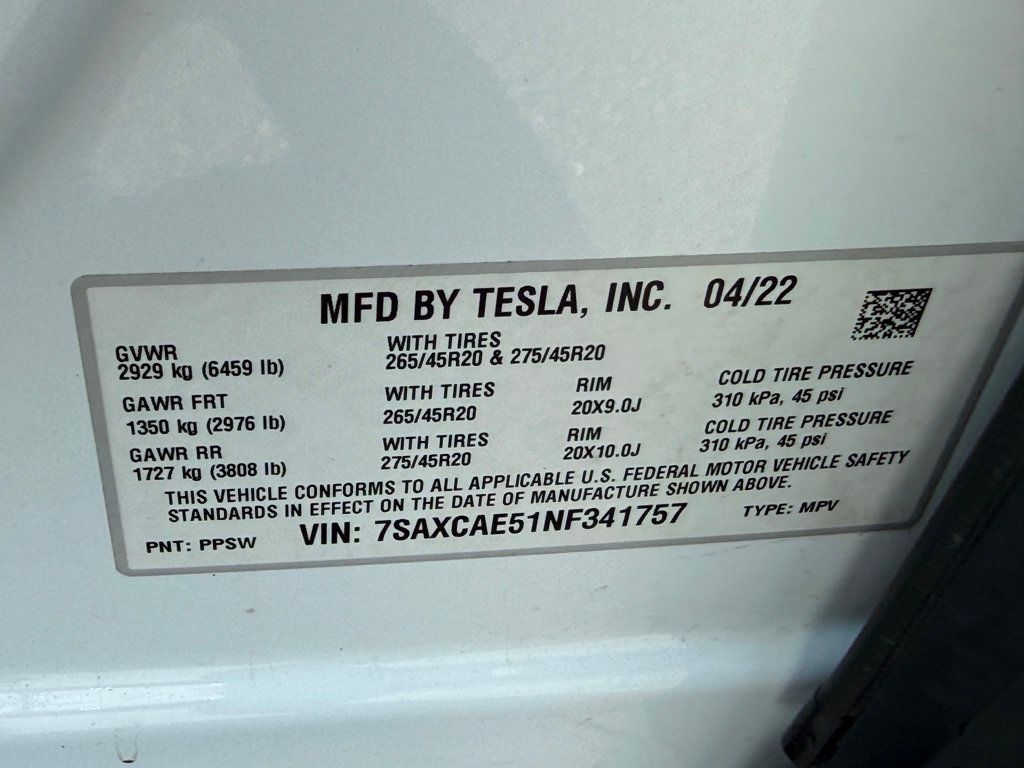 MFD BY TESLA, INC. 04/22
GVWR
2929 kg (6459 lb)
WITH TIRES
265/45R20 & 275/45R20
GAWR FRT
1350 kg (2976 lb)
WITH TIRES
265/45R20
RIM
20X9.0J
COLD TIRE PRESSURE
310 kPa, 45 psi
GAWR RR
1727 kg (3808 lb)
WITH TIRES
275/45R20
RIM
20X10.0J
COLD TIRE PRESSURE
310 kPa, 45 psi
THIS VEHICLE CONFORMS TO ALL APPLICABLE U.S. FEDERAL MOTOR VEHICLE SAFETY
STANDARDS IN EFFECT ON THE DATE OF MANUFACTURE SHOWN ABOVE.
PNT: PPSW VIN: 7SAXCAE51NF341757 TYPE: MPV